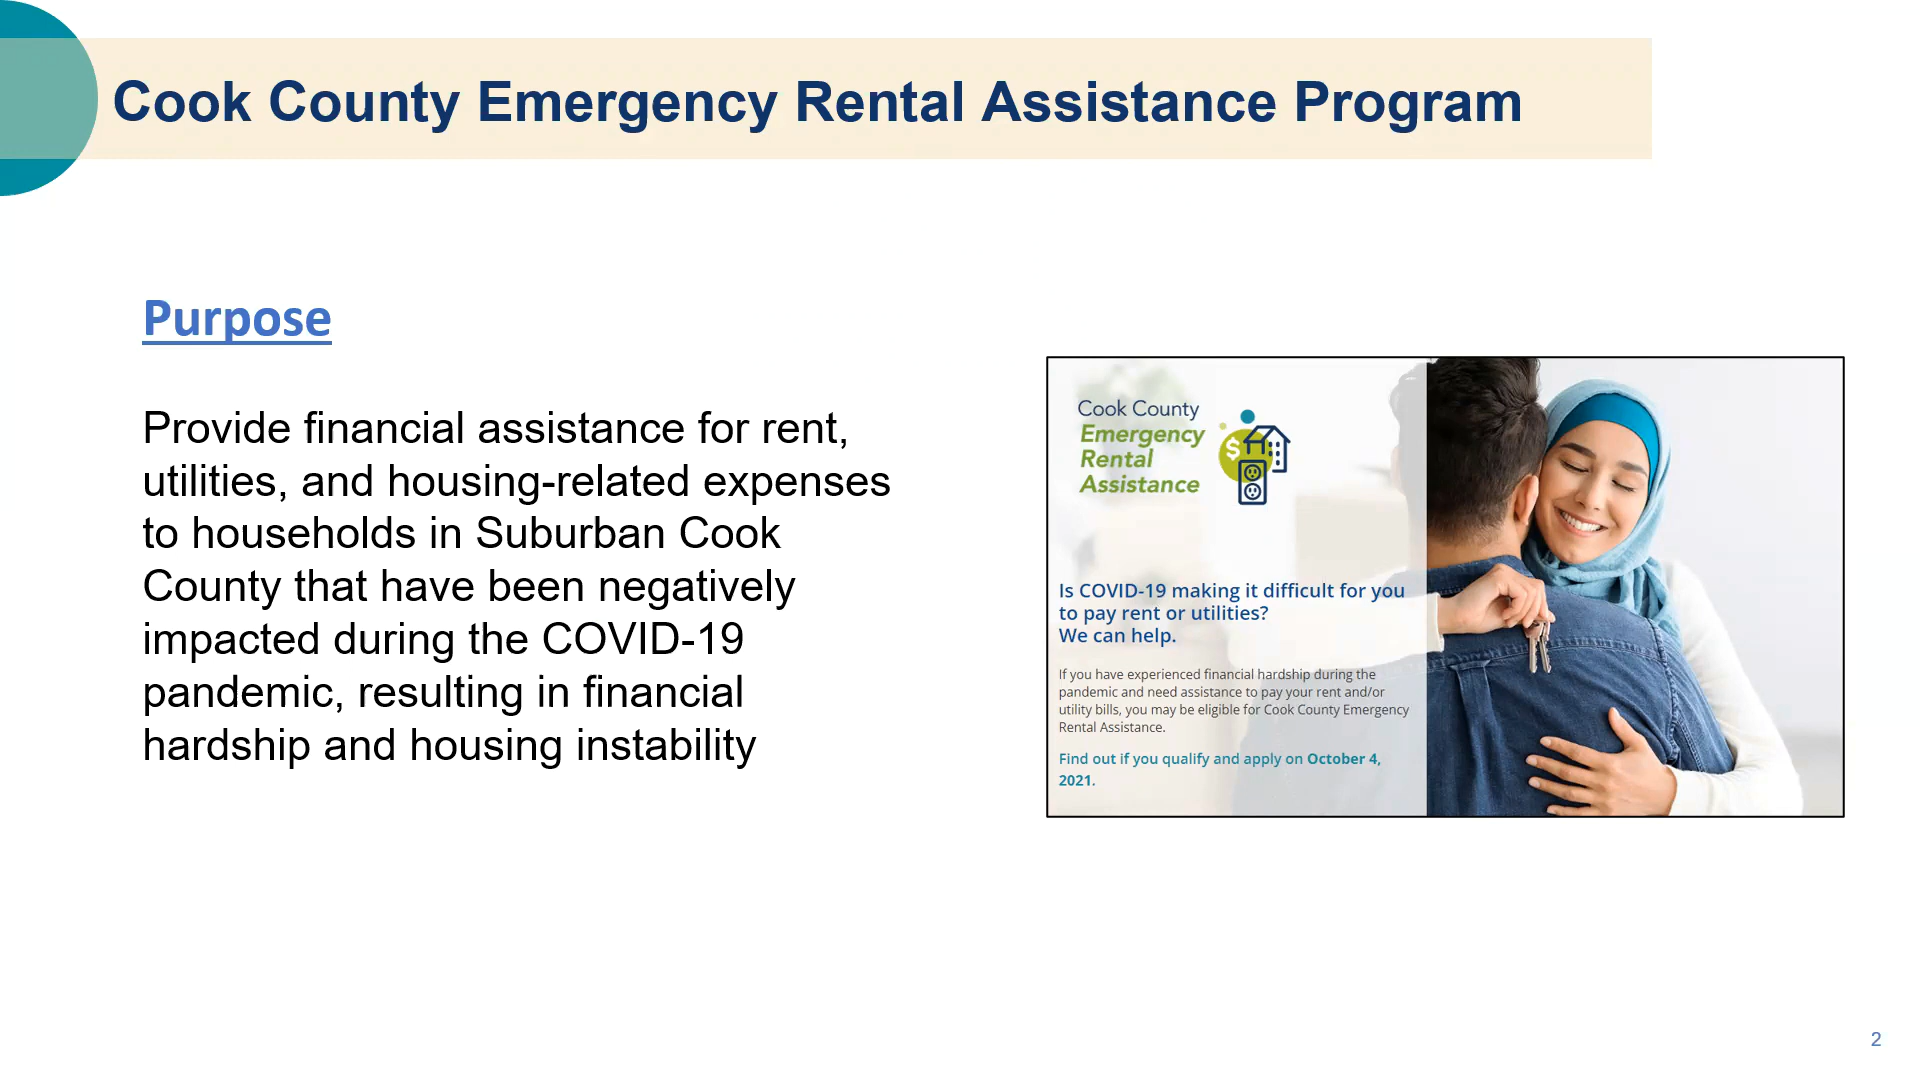 Cook County Emergency Rental Assistance Program
Purpose
Provide financial assistance for rent,
utilities, and housing-related expenses
to households in Suburban Cook
County that have been negatively
impacted during the COVID-19
pandemic, resulting in financial
hardship and housing instability
Cook County
Emergency
Rental
Assistance
$
Is COVID-19 making it difficult for you
to pay rent or utilities?
We can help.
If you have experienced financial hardship during the
pandemic and need assistance to pay your rent and/or
utility bills, you may be eligible for Cook County Emergency
Rental Assistance.
Find out if you qualify and apply on October 4,
2021.
2